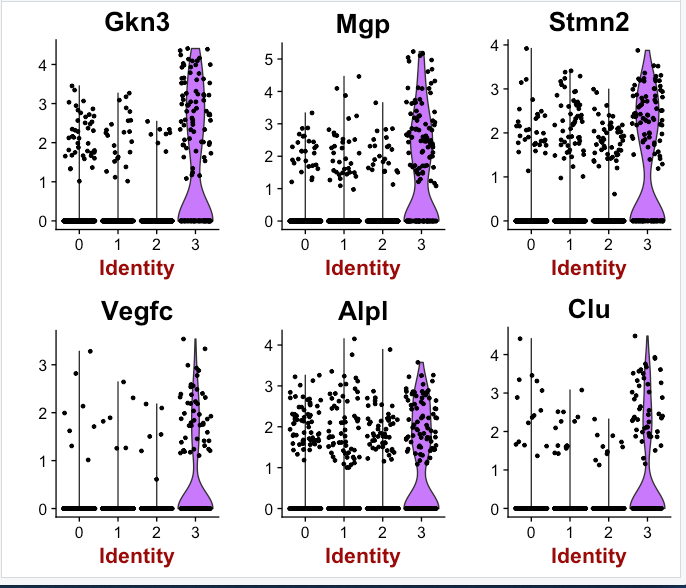 Gkn3 Mgp Stmn2
4 5 4
3 4 3
2 3 2
1 2 1
0 1 0
0
0 1 2 3 0 1 2 3 0 1 2 3
Identity Identity Identity
Vegfc Alpl Clu
3 4 4
2 3 3
1 2 2
0 1 1
0 0
0 1 2 3 0 1 2 3 0 1 2 3
Identity Identity Identity